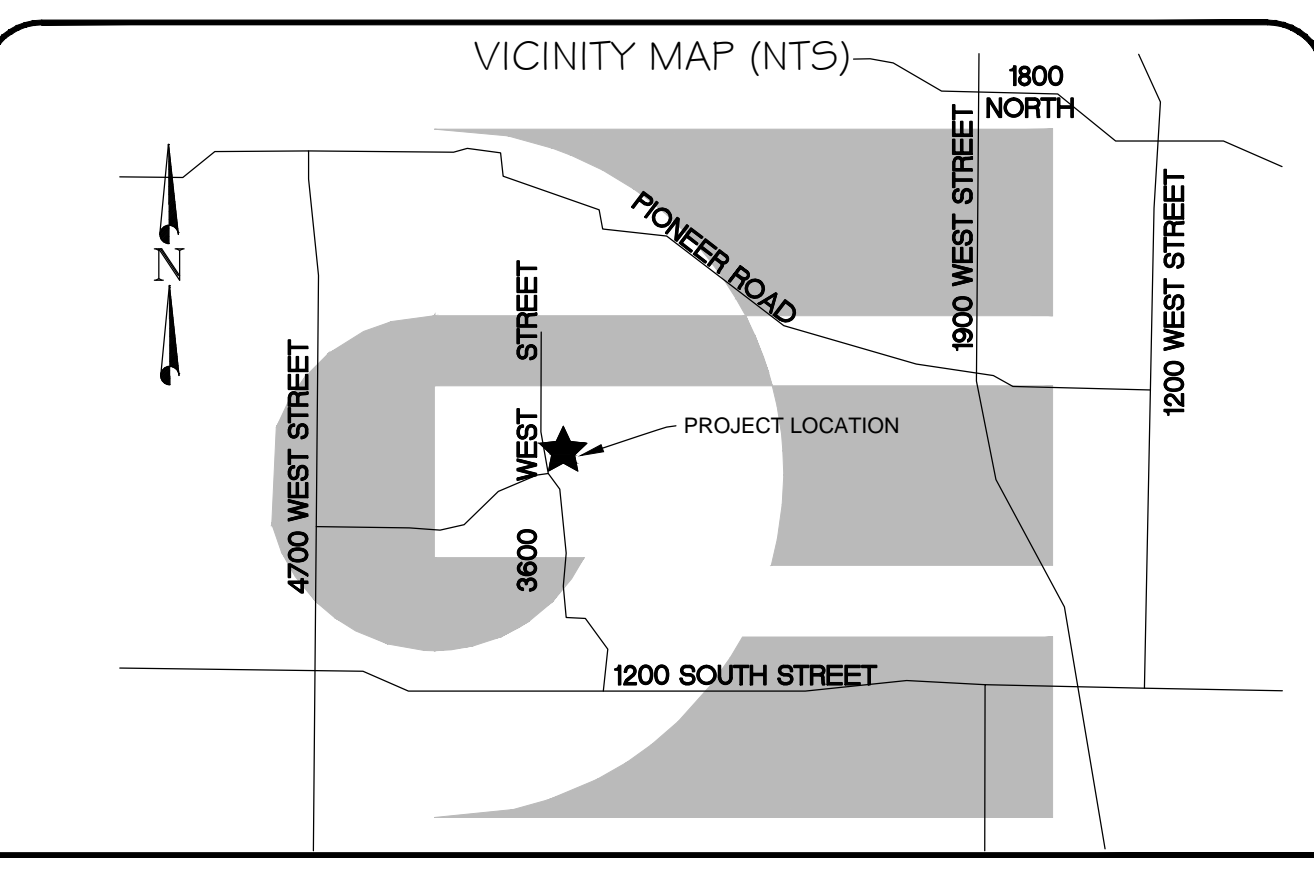 VICINITY MAP (NTS)
1800
NORTH
PIONEER ROAD
1900 WEST STREET
1200 WEST STREET
N
4700 WEST STREET
3600 WEST STREET
PROJECT LOCATION
1200 SOUTH STREET